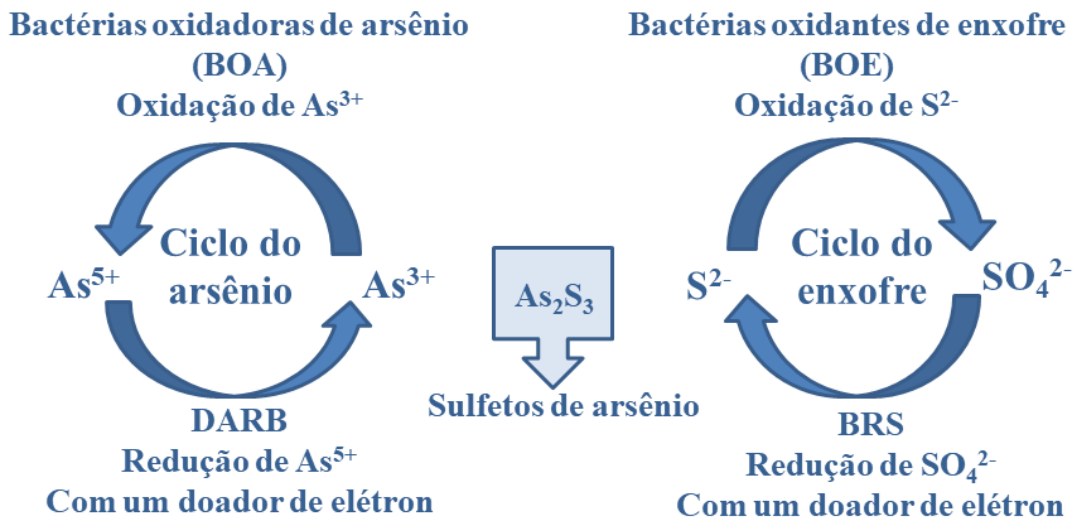 Bactérias oxidadoras de arsênio
(BOA)
Oxidação de As³⁺
Ciclo do
arsênio
As⁵⁺
As³⁺
DARB
Redução de As⁵⁺
Com um doador de elétron
As₂S₃
Sulfetos de arsênio
Bactérias oxidantes de enxofre
(BOE)
Oxidação de S²⁻
Ciclo do
enxofre
S²⁻
SO₄²⁻
BRS
Redução de SO₄²⁻
Com um doador de elétron